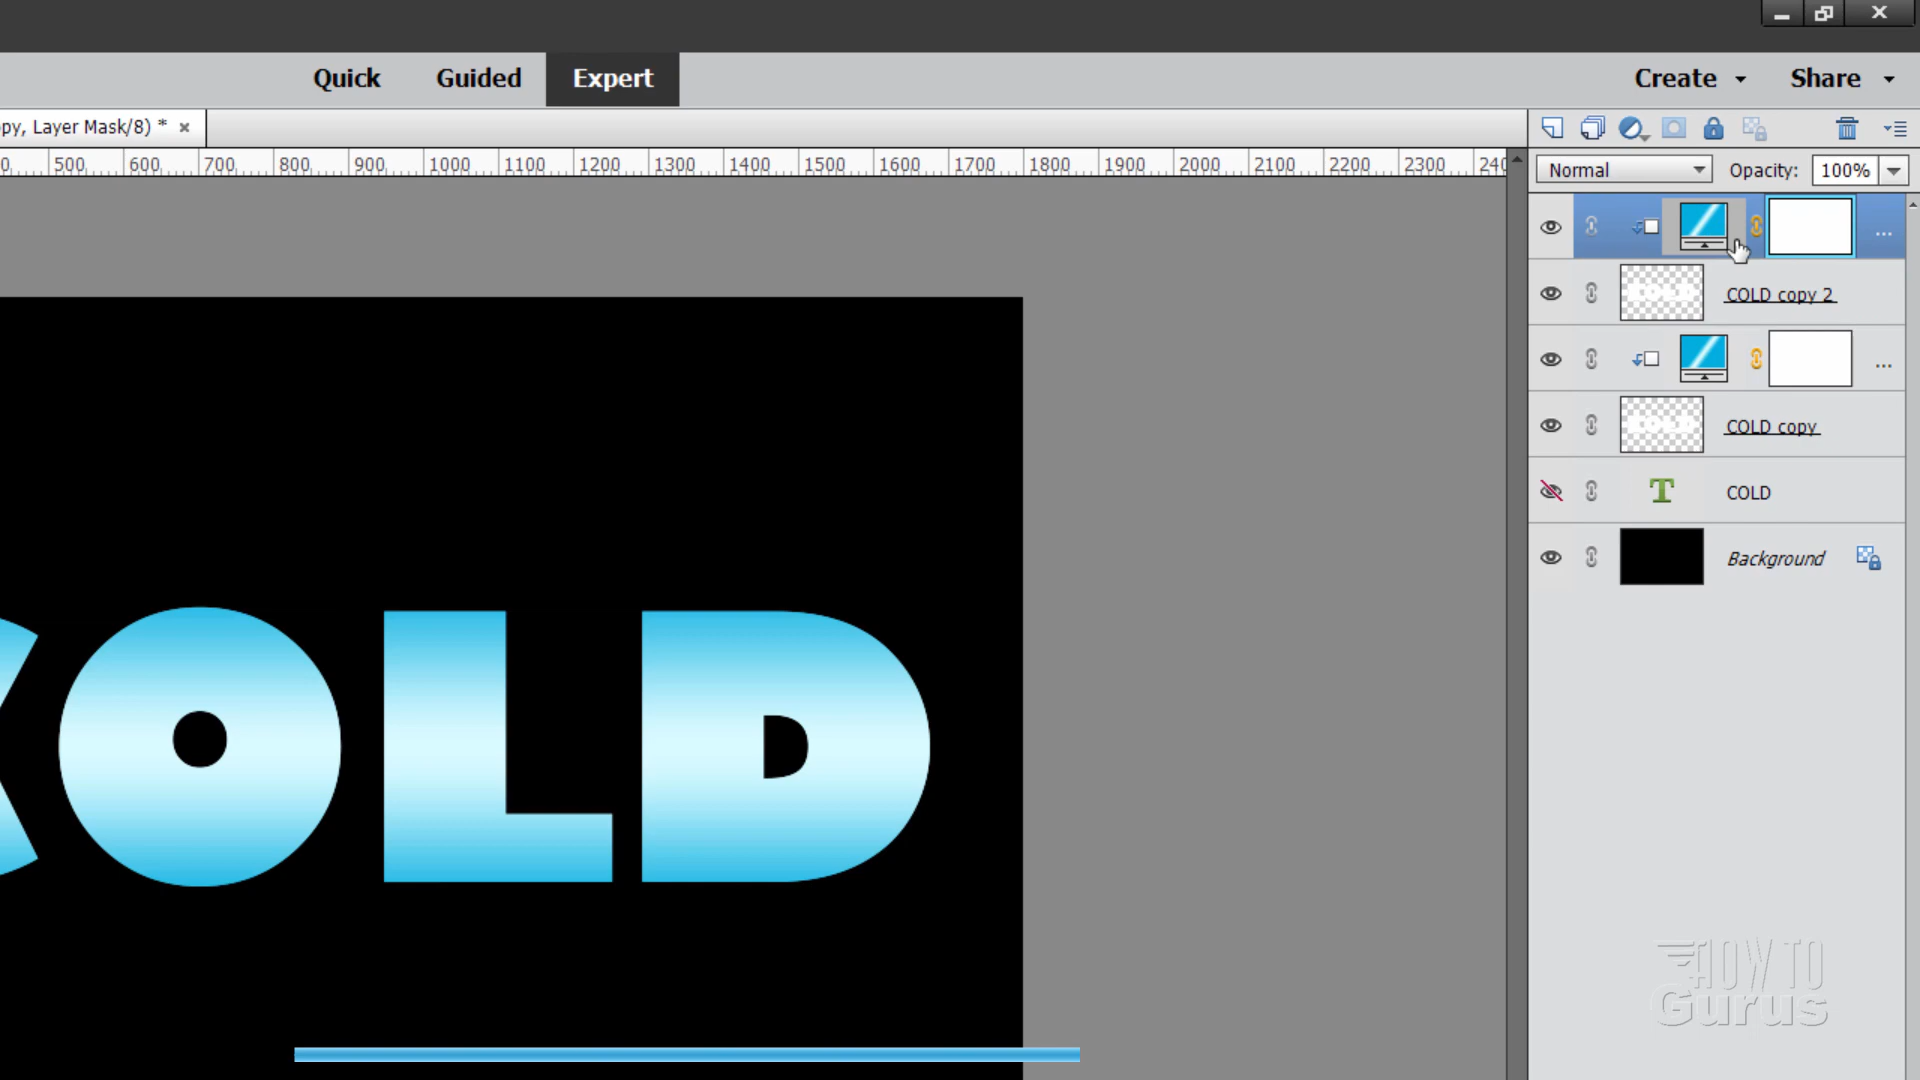 Quick Guided Expert Create Share
opy, Layer Mask/8) * ×
500 600 700 800 900 1000 1100 1200 1300 1400 1500 1600 1700 1800 1900 2000 2100 2200 2300
Normal Opacity: 100%
...
COLD copy 2
...
COLD copy
T COLD
Background
COLD
HOW TO
Gurus